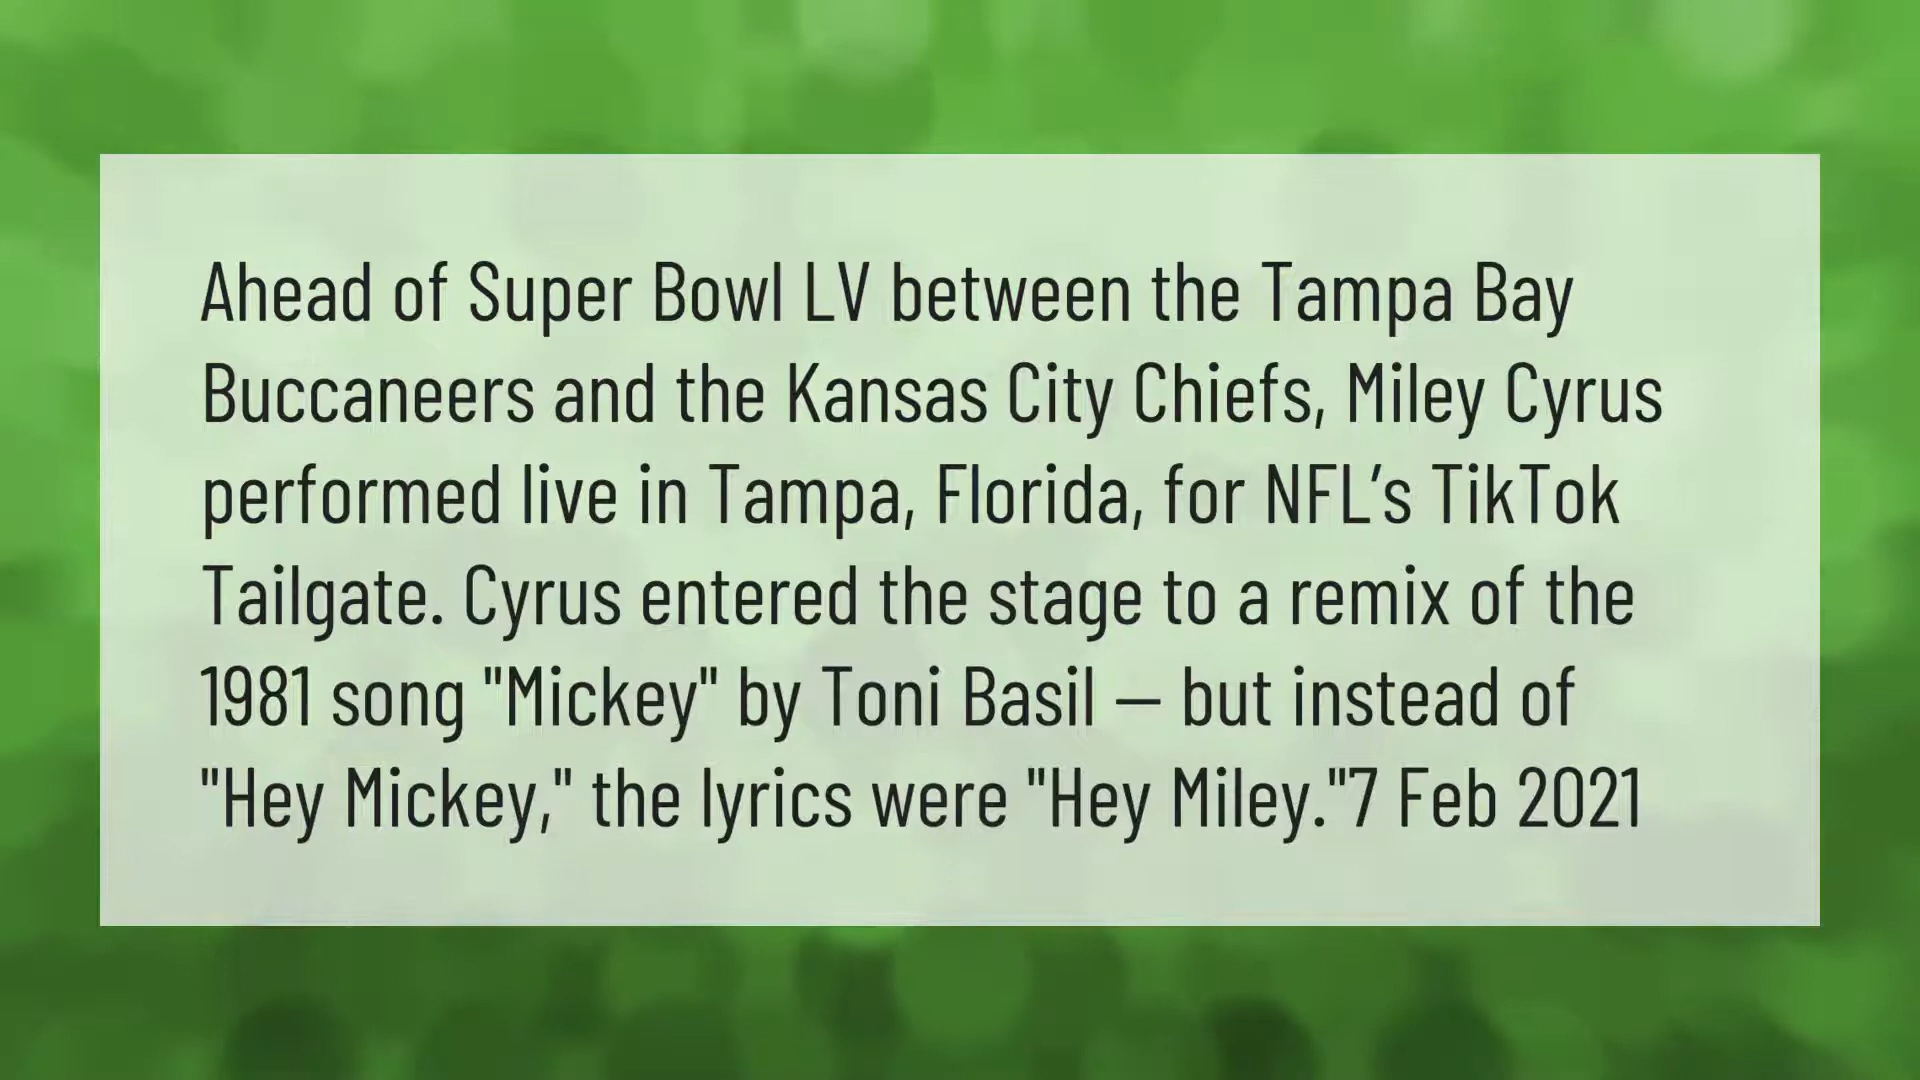 Ahead of Super Bowl LV between the Tampa Bay
Buccaneers and the Kansas City Chiefs, Miley Cyrus
performed live in Tampa, Florida, for NFL’s TikTok
Tailgate. Cyrus entered the stage to a remix of the
1981 song "Mickey" by Toni Basil — but instead of
"Hey Mickey," the lyrics were "Hey Miley."7 Feb 2021